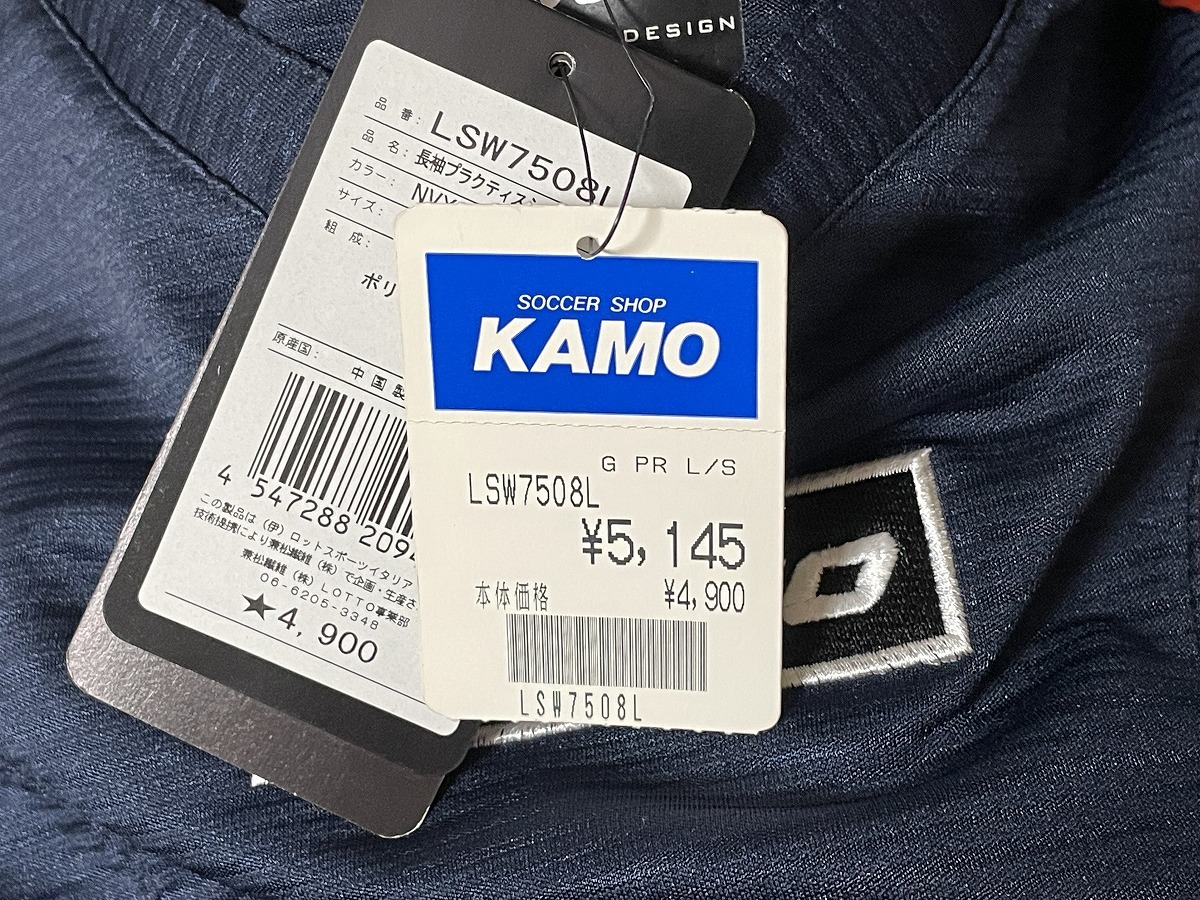 DESIGN
品 番: LSW7508L
品 名: 長袖プラクティス
カラー: NVY
サイズ:
組 成:
ポリ
原産国:
中 国 製
4 547288 209
この製品は(伊)ロットスポーツイタリア
技術提携により兼松繊維(株)で企画・生産さ
兼松繊維(株)LOTTO事業部
06-6205-3348
★4,900
SOCCER SHOP
KAMO
G PR L/S
LSW7508L
¥5,145
本体価格 ¥4,900
LSW7508L
O